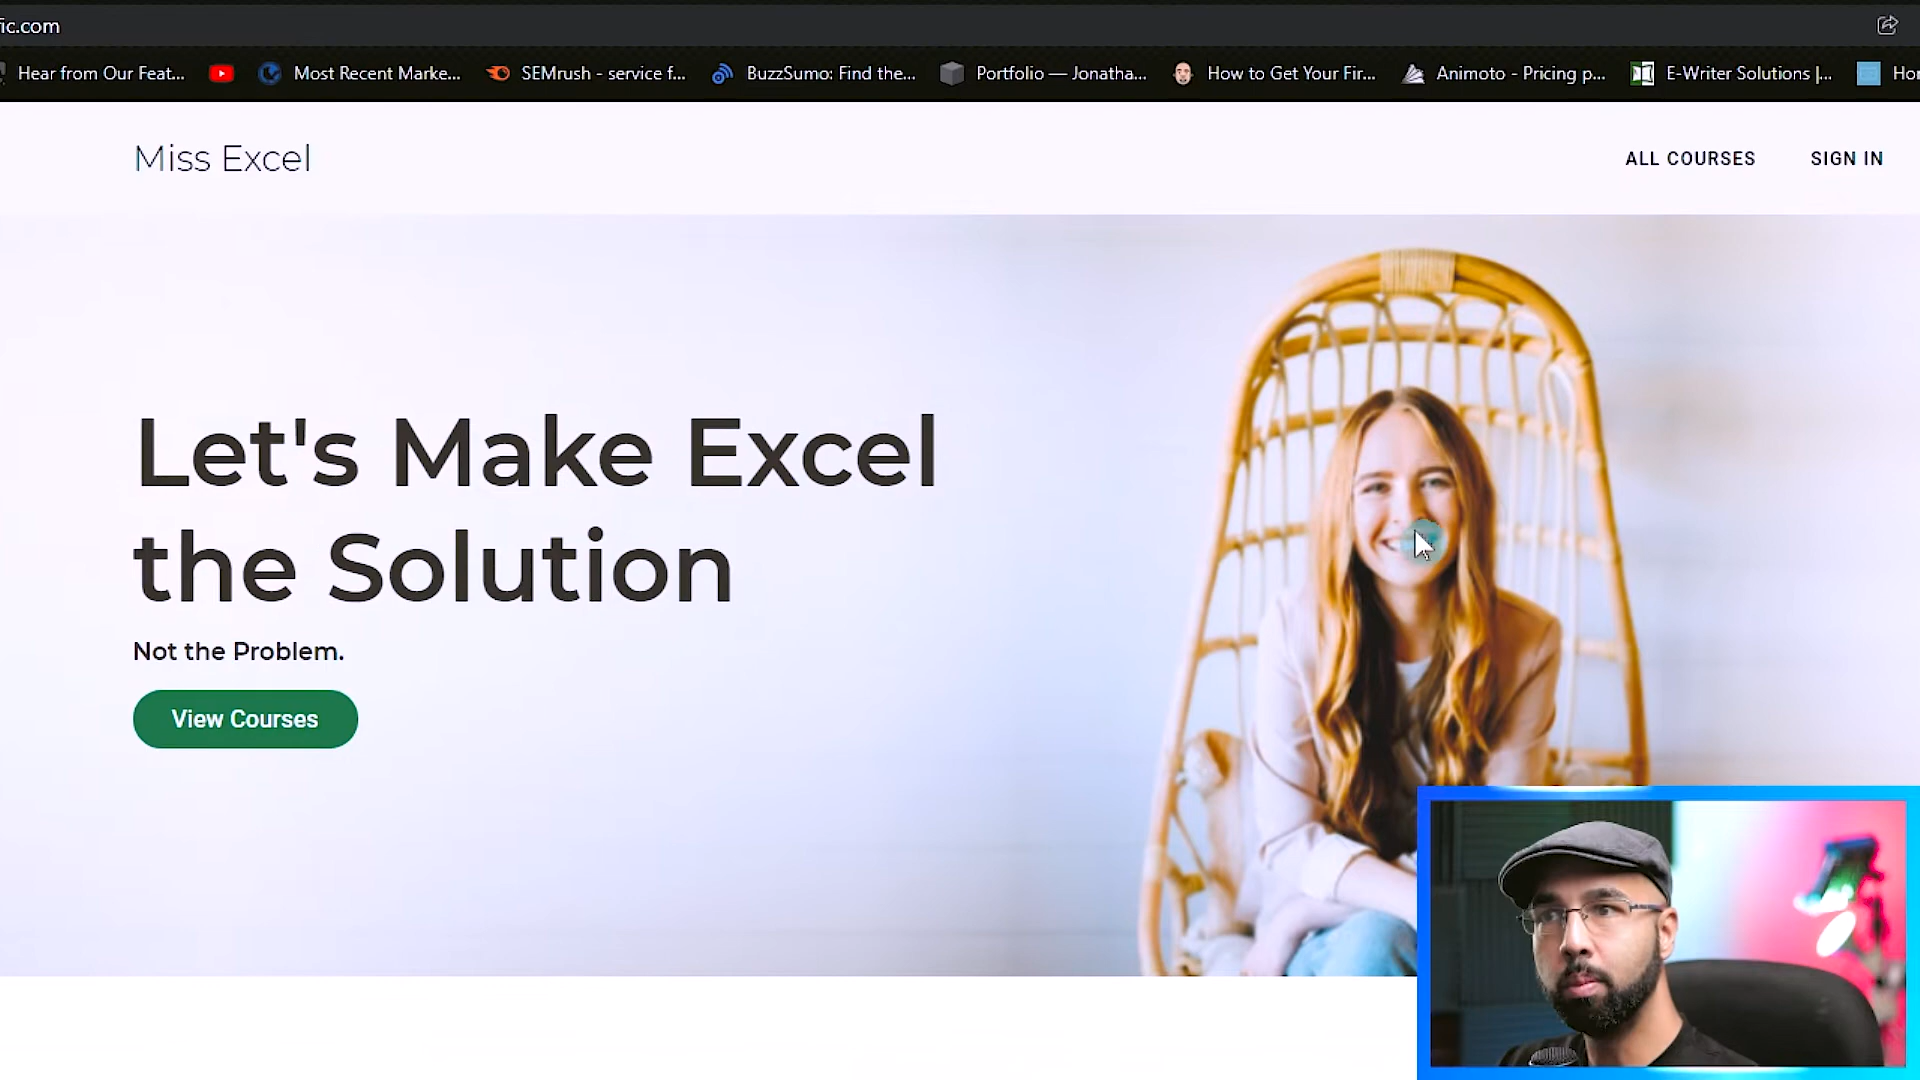 fic.com
Hear from Our Feat... Most Recent Marke... SEMrush - service f... BuzzSumo: Find the... Portfolio — Jonatha... How to Get Your Fir... Animoto - Pricing p... E-Writer Solutions |... Hor
Miss Excel
ALL COURSES SIGN IN
Let's Make Excel
the Solution
Not the Problem.
View Courses